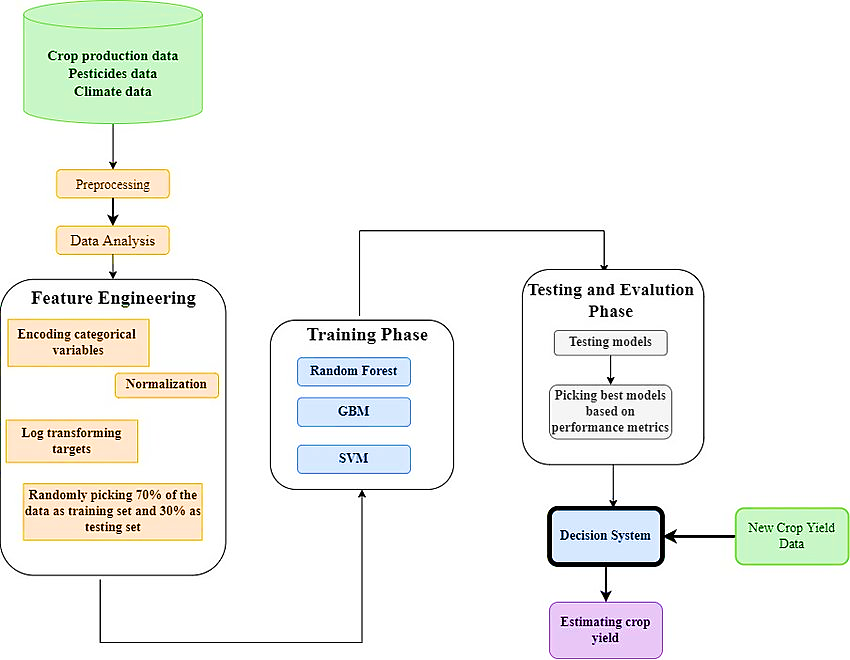 Crop production data
Pesticides data
Climate data
Preprocessing
Data Analysis
Feature Engineering
Encoding categorical
variables
Normalization
Log transforming
targets
Randomly picking 70% of the
data as training set and 30% as
testing set
Training Phase
Random Forest
GBM
SVM
Testing and Evalution
Phase
Testing models
Picking best models
based on
performance metrics
Decision System
New Crop Yield
Data
Estimating crop
yield